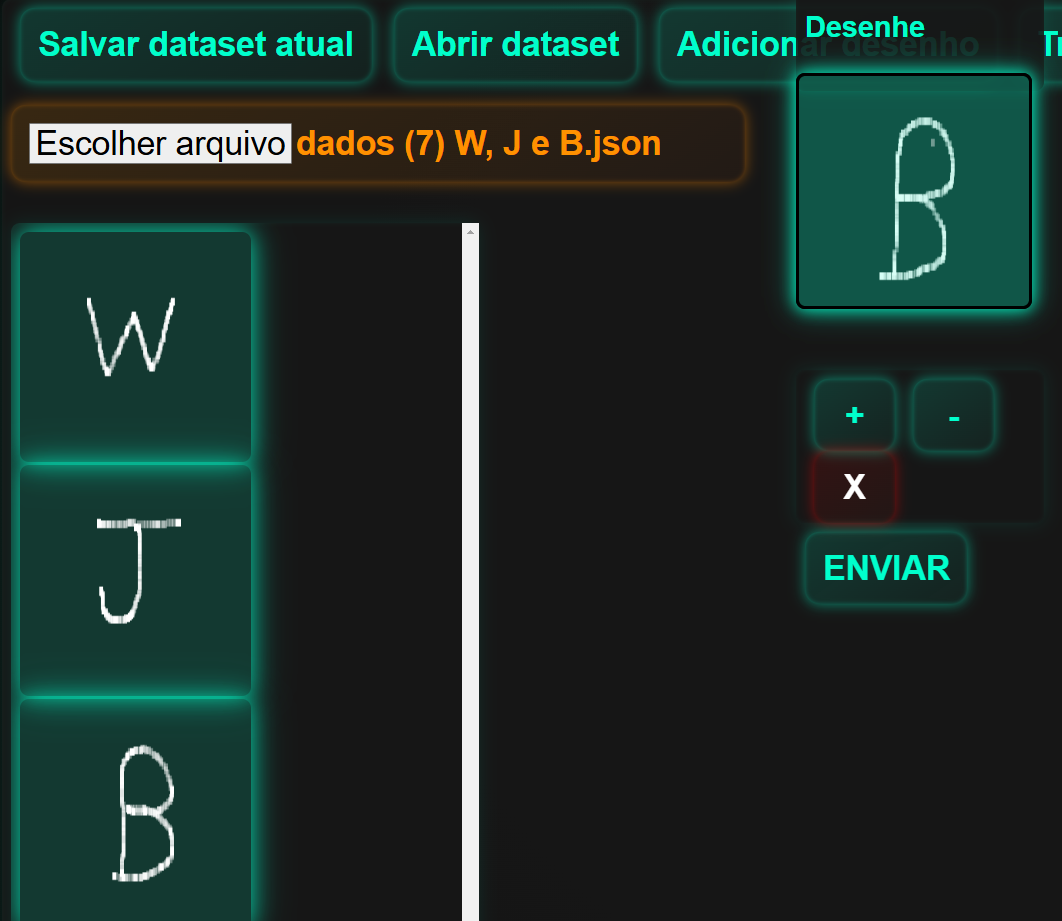 Salvar dataset atual Abrir dataset Adicionar desenho Tr
Desenhe
Escolher arquivo dados (7) W, J e B.json
B
W
J
B
+ -
X
ENVIAR